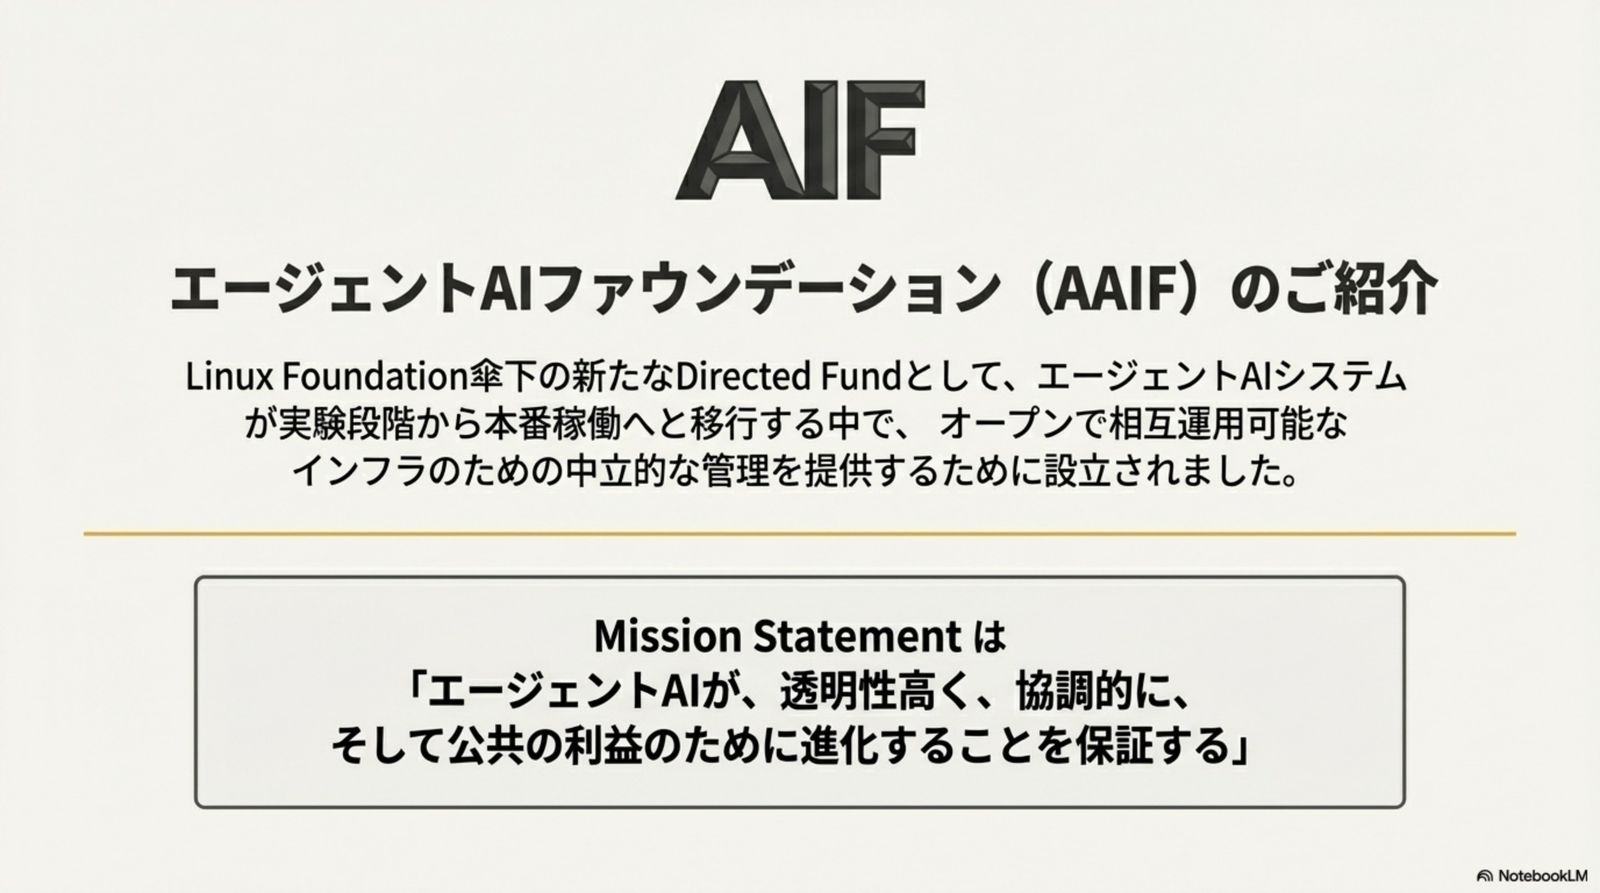 AIF
エージェントAIファウンデーション（AAIF）のご紹介
Linux Foundation傘下の新たなDirected Fundとして、エージェントAIシステム
が実験段階から本番稼働へと移行する中で、 オープンで相互運用可能な
インフラのための中立的な管理を提供するために設立されました。
Mission Statement は
「エージェントAIが、透明性高く、協調的に、
そして公共の利益のために進化することを保証する」
NotebookLM